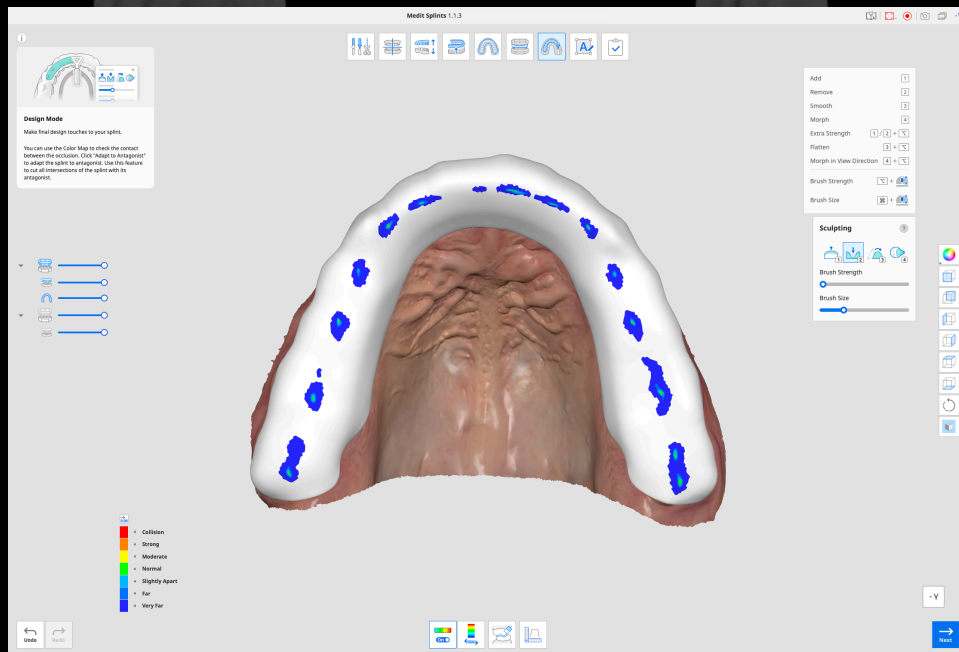 Medit Splints 1.1.3
Design Mode
Make final design touches to your splint.
You can use the Color Map to check the contact
between the occlusion. Click "Adapt to Antagonist"
to adapt the splint to antagonist. Use this feature
to cut all intersections of the splint with its
antagonist.
Add 1
Remove 2
Smooth 3
Morph 4
Extra Strength 1 / 2 + ⌥
Flatten 3 + ⌥
Morph in View Direction 4 + ⌥
Brush Strength ⌥ +
Brush Size ⌘ +
Sculpting ?
1 2 3 4
Brush Strength
Brush Size
Collision
Strong
Moderate
Normal
Slightly Apart
Far
Very Far
- Y
Undo
Redo
On
Next